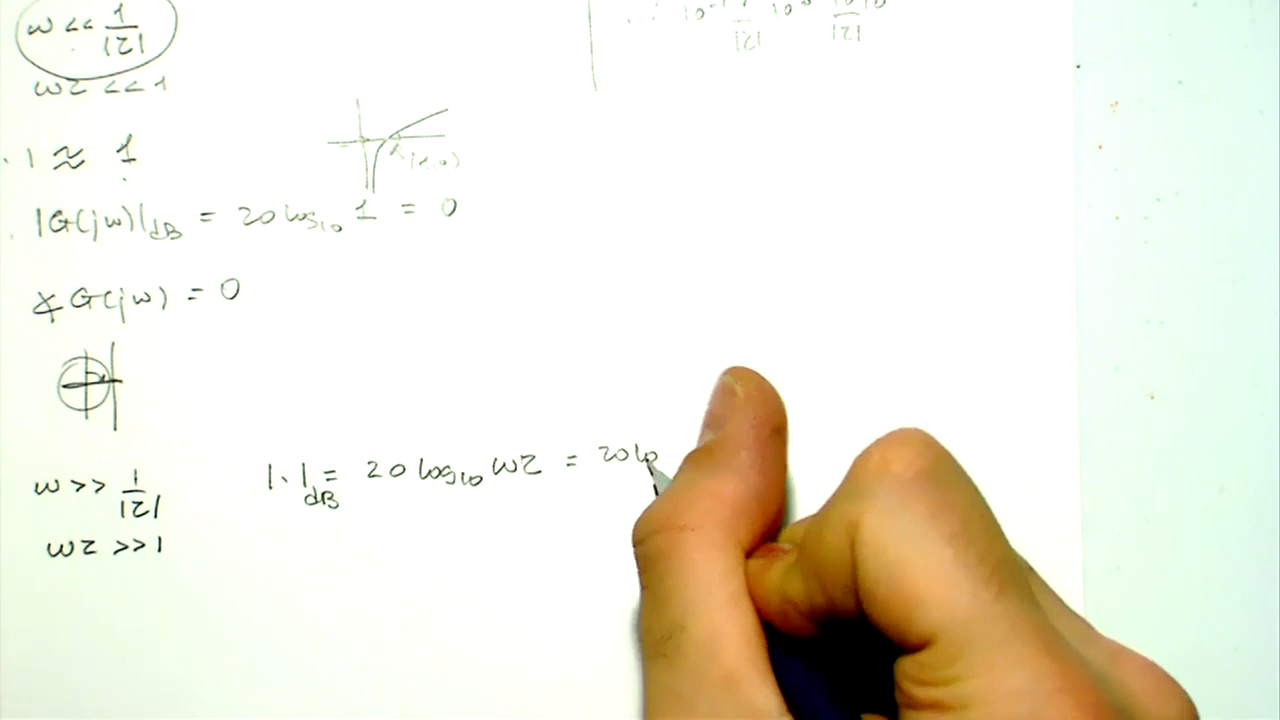 ω << 1/|z|
ωz << 1
|·| ≈ 1
(1,0)
|G(jω)|dB = 20 log₁₀ 1 = 0
∡G(jω) = 0
ω >> 1/|z|
|·|dB = 20 log₁₀ ωz = 20 lo
ωz >> 1